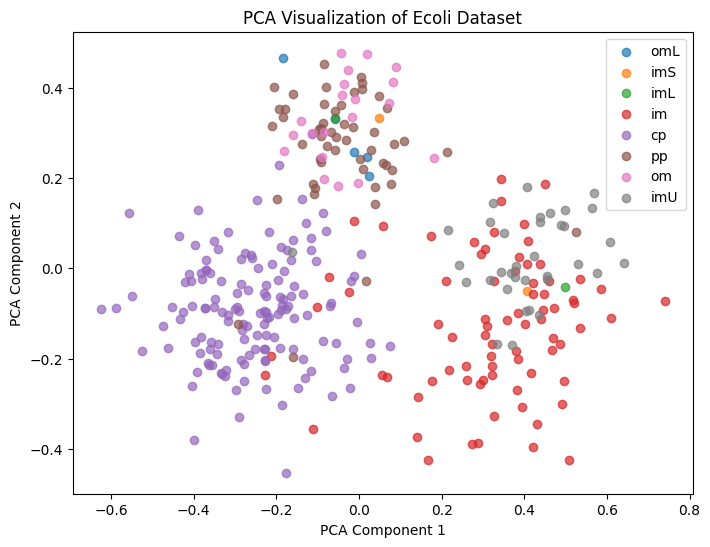 PCA Visualization of Ecoli Dataset
omL
imS
imL
im
cp
pp
om
imU
PCA Component 2
0.4
0.2
0.0
−0.2
−0.4
−0.6 −0.4 −0.2 0.0 0.2 0.4 0.6 0.8
PCA Component 1